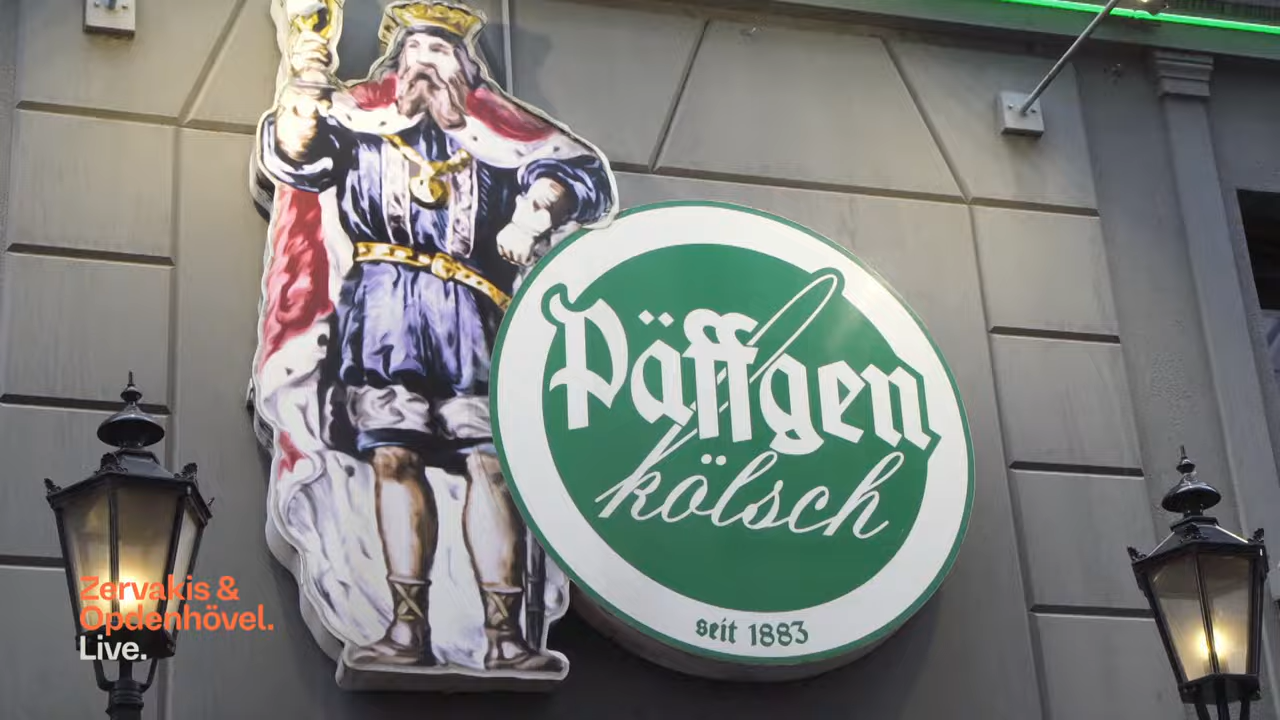 Päffgen
kölsch
seit 1883
Zervakis &
Opdenhövel.
Live.